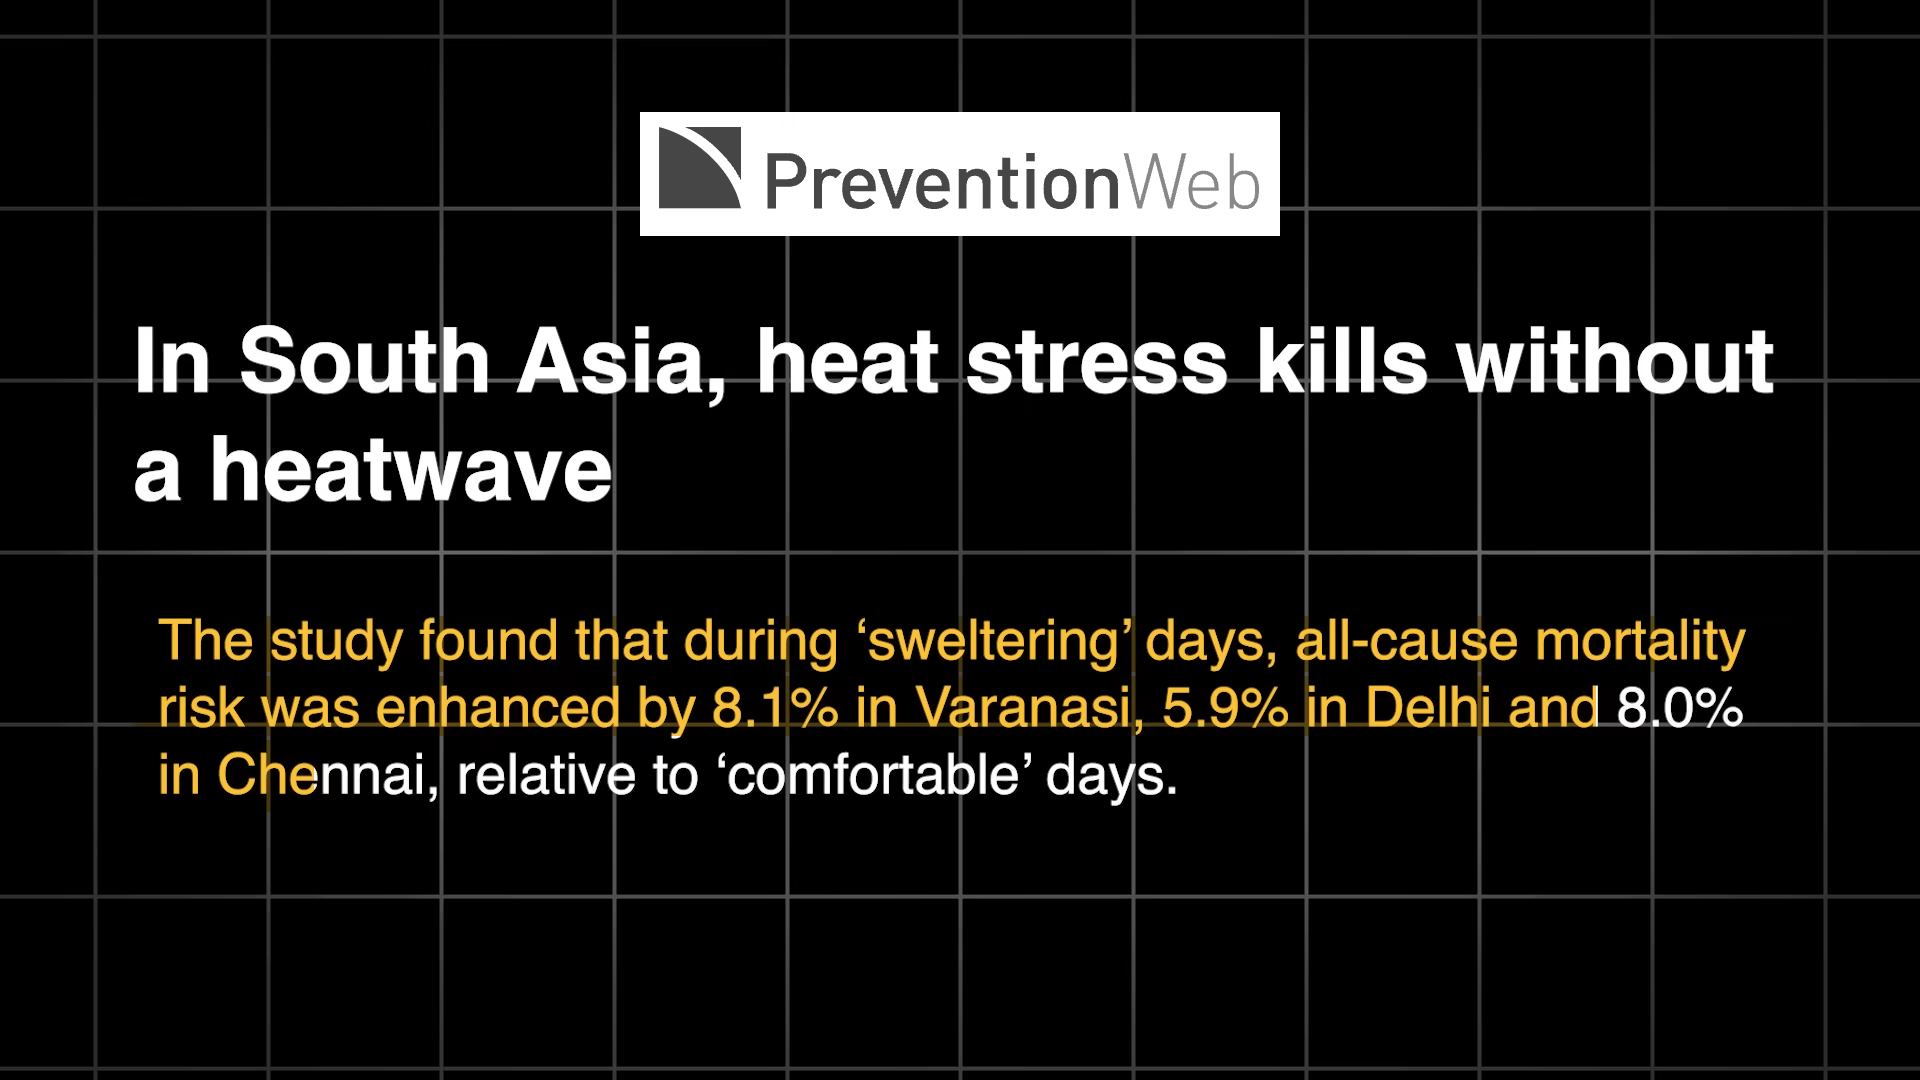 PreventionWeb
In South Asia, heat stress kills without
a heatwave
The study found that during ‘sweltering’ days, all-cause mortality
risk was enhanced by 8.1% in Varanasi, 5.9% in Delhi and 8.0%
in Chennai, relative to ‘comfortable’ days.